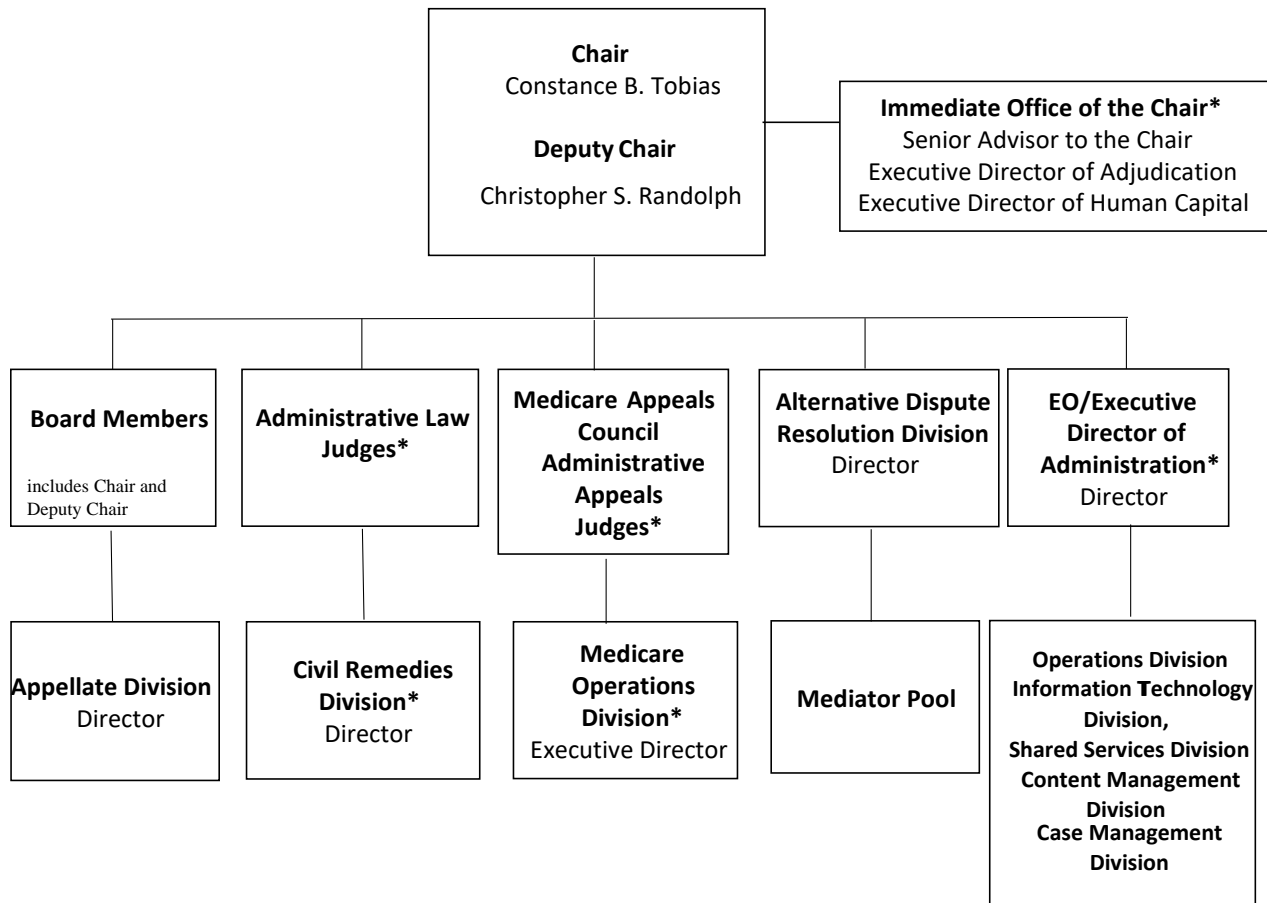 Chair
Constance B. Tobias
Deputy Chair
Christopher S. Randolph
Immediate Office of the Chair*
Senior Advisor to the Chair
Executive Director of Adjudication
Executive Director of Human Capital
Board Members
includes Chair and
Deputy Chair
Administrative Law
Judges*
Medicare Appeals
Council
Administrative
Appeals
Judges*
Alternative Dispute
Resolution Division
Director
EO/Executive
Director of
Administration*
Director
Appellate Division
Director
Civil Remedies
Division*
Director
Medicare
Operations
Division*
Executive Director
Mediator Pool
Operations Division
Information Technology
Division,
Shared Services Division
Content Management
Division
Case Management
Division